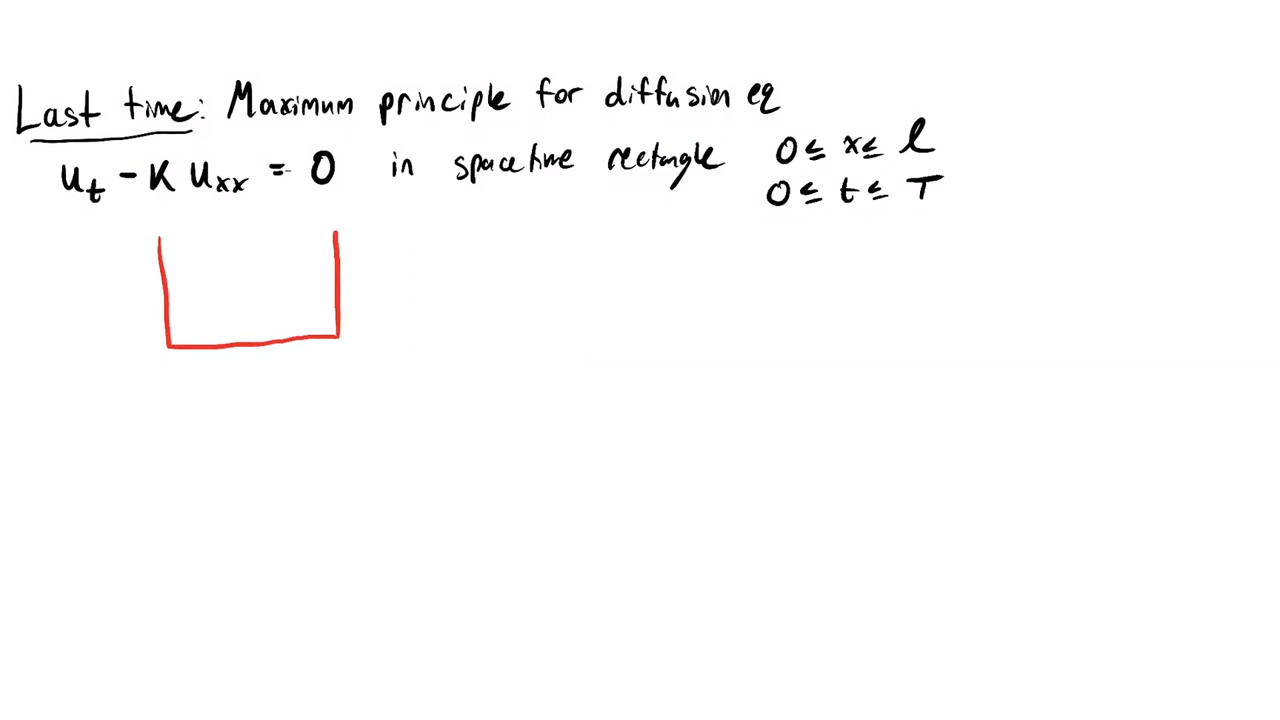 Last time: Maximum principle for diffusion eq
u_t - K u_xx = 0 in spacetime rectangle 0 ≤ x ≤ l
0 ≤ t ≤ T